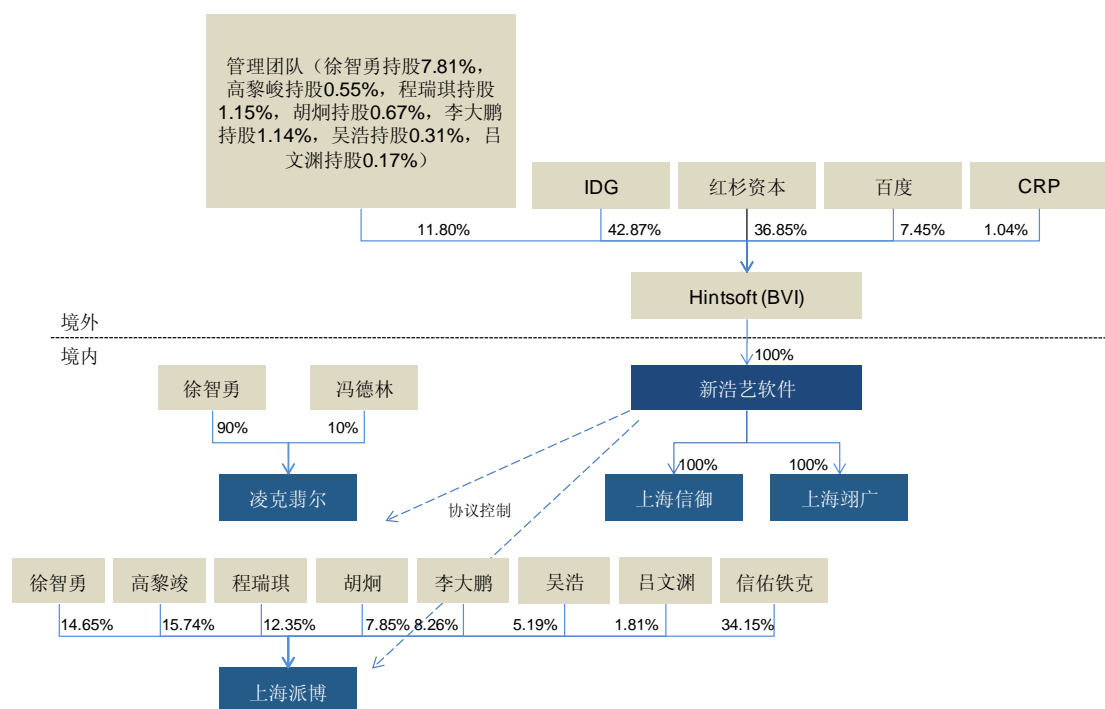 管理团队（徐智勇持股7.81%，
高黎峻持股0.55%，程瑞琪持股
1.15%，胡炯持股0.67%，李大鹏
持股1.14%，吴浩持股0.31%，吕
文渊持股0.17%）
IDG
红杉资本
百度
CRP
11.80%
42.87%
36.85%
7.45%
1.04%
Hintsoft (BVI)
境外
境内
100%
徐智勇
冯德林
新浩艺软件
90%
10%
100%
100%
凌克翡尔
上海信御
上海翊广
协议控制
徐智勇
高黎竣
程瑞琪
胡炯
李大鹏
吴浩
吕文渊
信佑铁克
14.65%
15.74%
12.35%
7.85%
8.26%
5.19%
1.81%
34.15%
上海派博